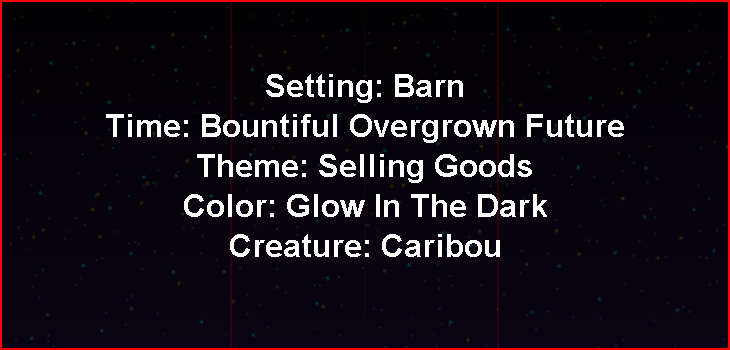 Setting: Barn
Time: Bountiful Overgrown Future
Theme: Selling Goods
Color: Glow In The Dark
Creature: Caribou